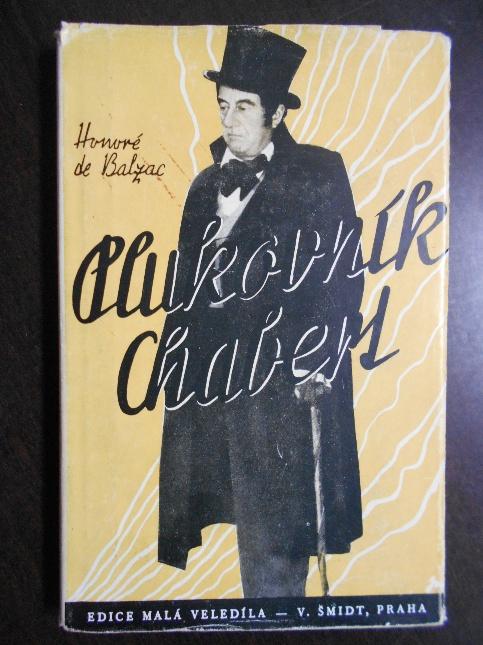 Honoré
de Balzac
Plukovník
Chabert
EDICE MALÁ VELEDÍLA — V. ŠMIDT, PRAHA